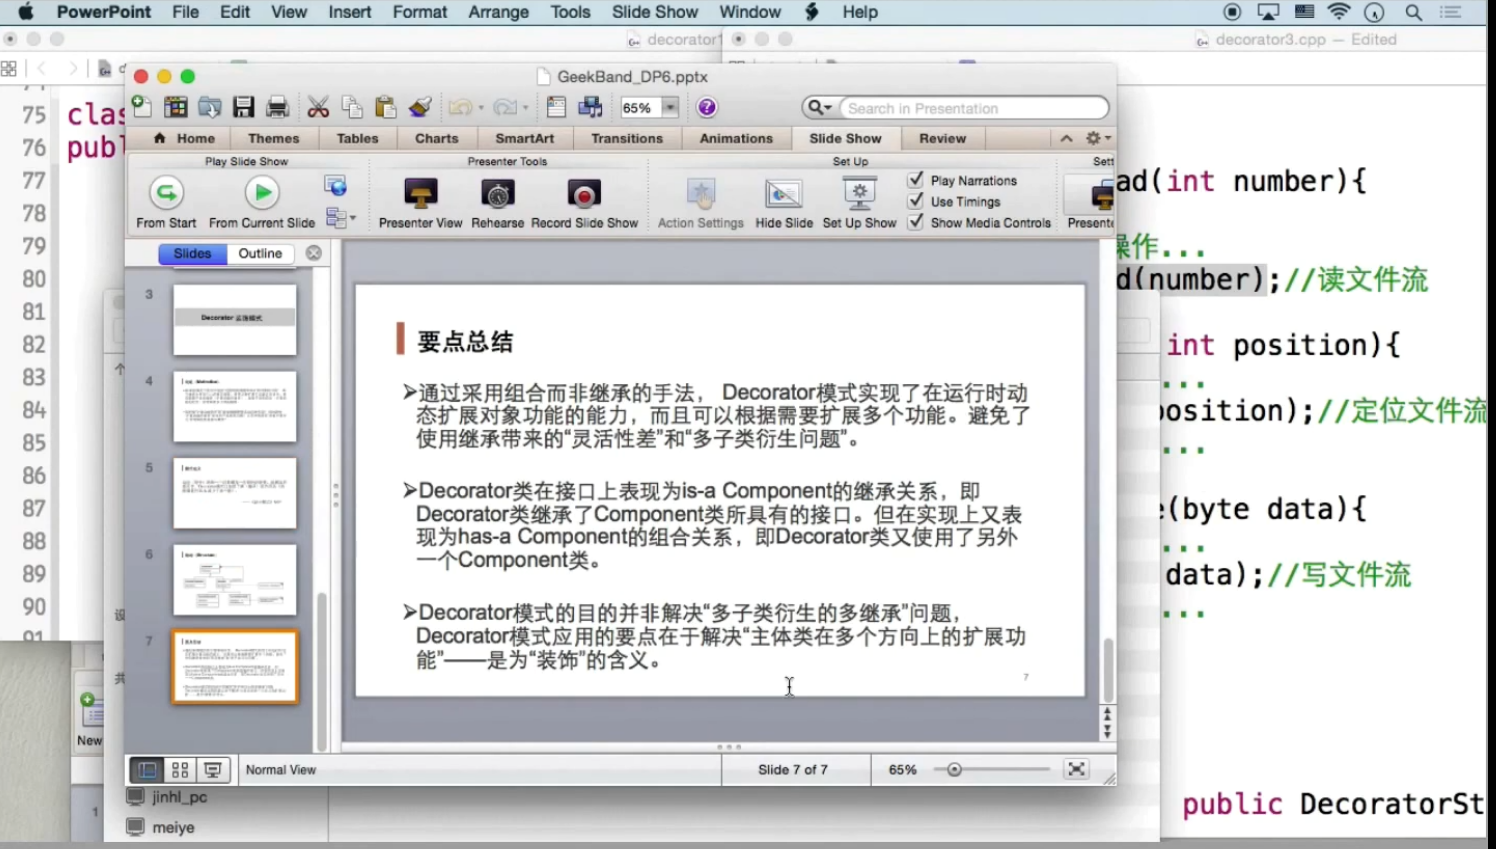 PowerPoint File Edit View Insert Format Arrange Tools Slide Show Window Help
decorator1
decorator3.cpp — Edited
GeekBand_DP6.pptx
65%
Search in Presentation
Home Themes Tables Charts SmartArt Transitions Animations Slide Show Review
Play Slide Show Presenter Tools Set Up Sett
Play Narrations
Use Timings
Show Media Controls
From Start From Current Slide Presenter View Rehearse Record Slide Show Action Settings Hide Slide Set Up Show Presente
Slides Outline
3
Decorator 装饰模式
4
5
6
7
要点总结
➢通过采用组合而非继承的手法， Decorator模式实现了在运行时动
态扩展对象功能的能力，而且可以根据需要扩展多个功能。避免了
使用继承带来的“灵活性差”和“多子类衍生问题”。
➢Decorator类在接口上表现为is-a Component的继承关系，即
Decorator类继承了Component类所具有的接口。但在实现上又表
现为has-a Component的组合关系，即Decorator类又使用了另外
一个Component类。
➢Decorator模式的目的并非解决“多子类衍生的多继承”问题，
Decorator模式应用的要点在于解决“主体类在多个方向上的扩展功
能”——是为“装饰”的含义。
7
Normal View Slide 7 of 7 65%
75 clas
76 publ
77
78
79
80
81
82
83
84
85
86
87
88
89
90
91
ad(int number){
操作...
d(number);//读文件流
int position){
...
position);//定位文件流
...
e(byte data){
...
data);//写文件流
...
public DecoratorSt
New
1
jinhl_pc
meiye